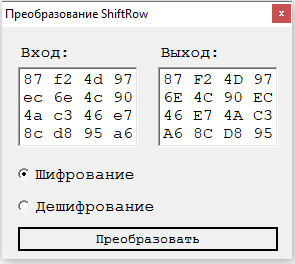 Преобразование ShiftRow
x
Вход: Выход:
87 f2 4d 97 87 F2 4D 97
ec 6e 4c 90 6E 4C 90 EC
4a c3 46 e7 46 E7 4A C3
8c d8 95 a6 A6 8C D8 95
Шифрование
Дешифрование
Преобразовать